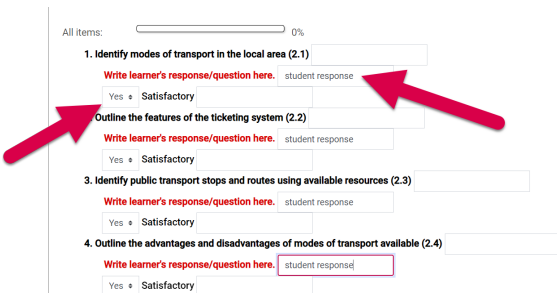 All items: 0%
1. Identify modes of transport in the local area (2.1)
Write learner's response/question here. student response
Yes Satisfactory
Outline the features of the ticketing system (2.2)
Write learner's response/question here. student response
Yes Satisfactory
3. Identify public transport stops and routes using available resources (2.3)
Write learner's response/question here. student response
Yes Satisfactory
4. Outline the advantages and disadvantages of modes of transport available (2.4)
Write learner's response/question here. student response
Yes Satisfactory